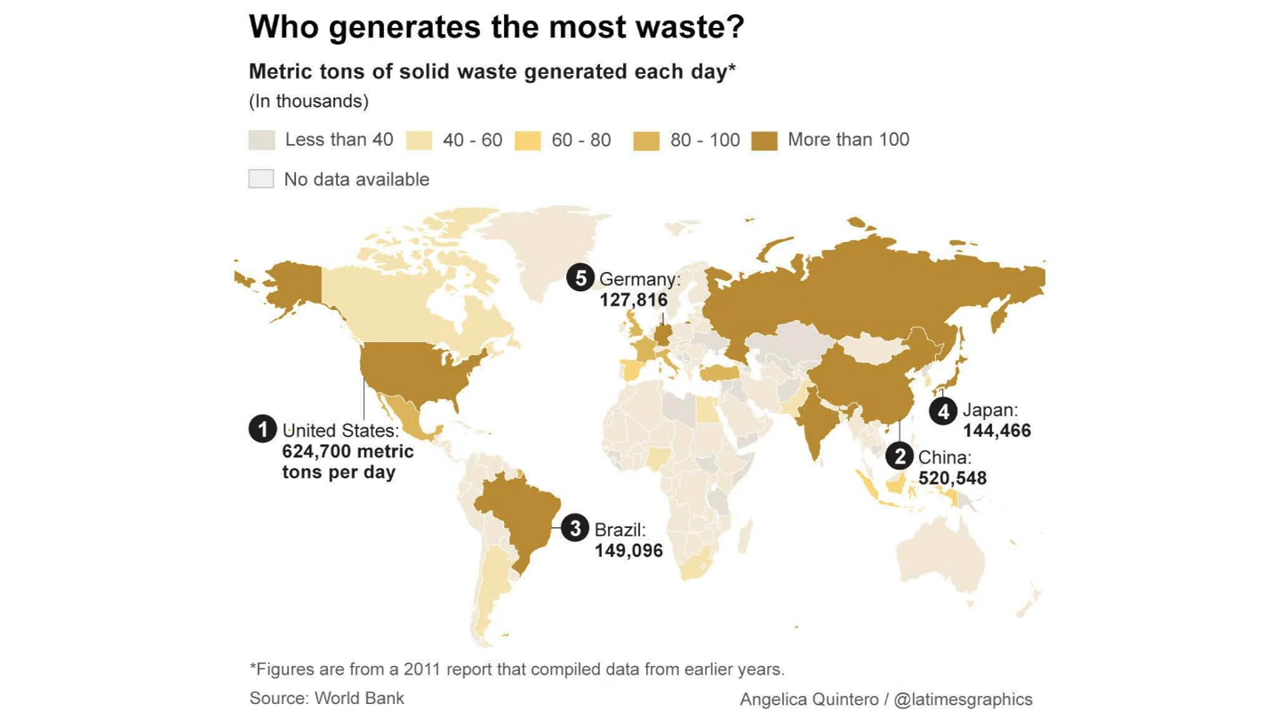 Who generates the most waste?
Metric tons of solid waste generated each day*
(In thousands)
Less than 40 40 - 60 60 - 80 80 - 100 More than 100
No data available
5 Germany:
127,816
1 United States:
624,700 metric
tons per day
4 Japan:
144,466
2 China:
520,548
3 Brazil:
149,096
*Figures are from a 2011 report that compiled data from earlier years.
Source: World Bank
Angelica Quintero / @latimesgraphics